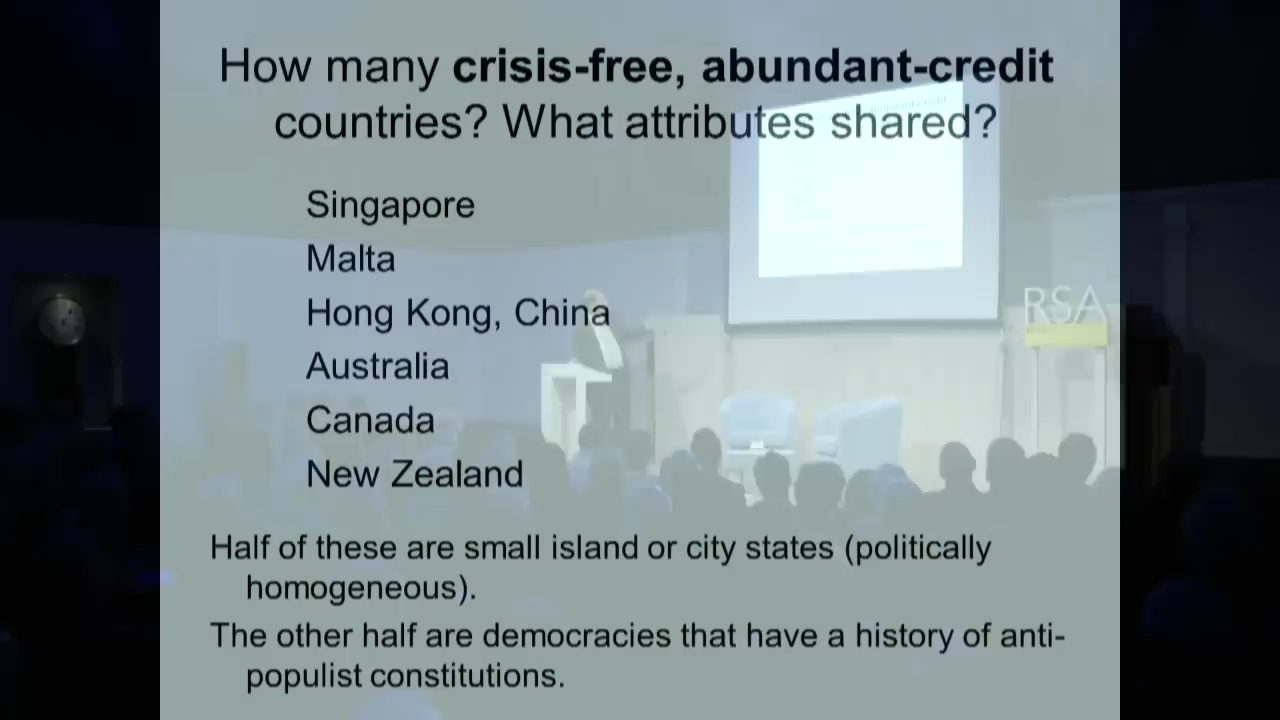 How many crisis-free, abundant-credit
countries? What attributes shared?
Singapore
Malta
Hong Kong, China
Australia
Canada
New Zealand
RSA
Half of these are small island or city states (politically
homogeneous).
The other half are democracies that have a history of anti-
populist constitutions.